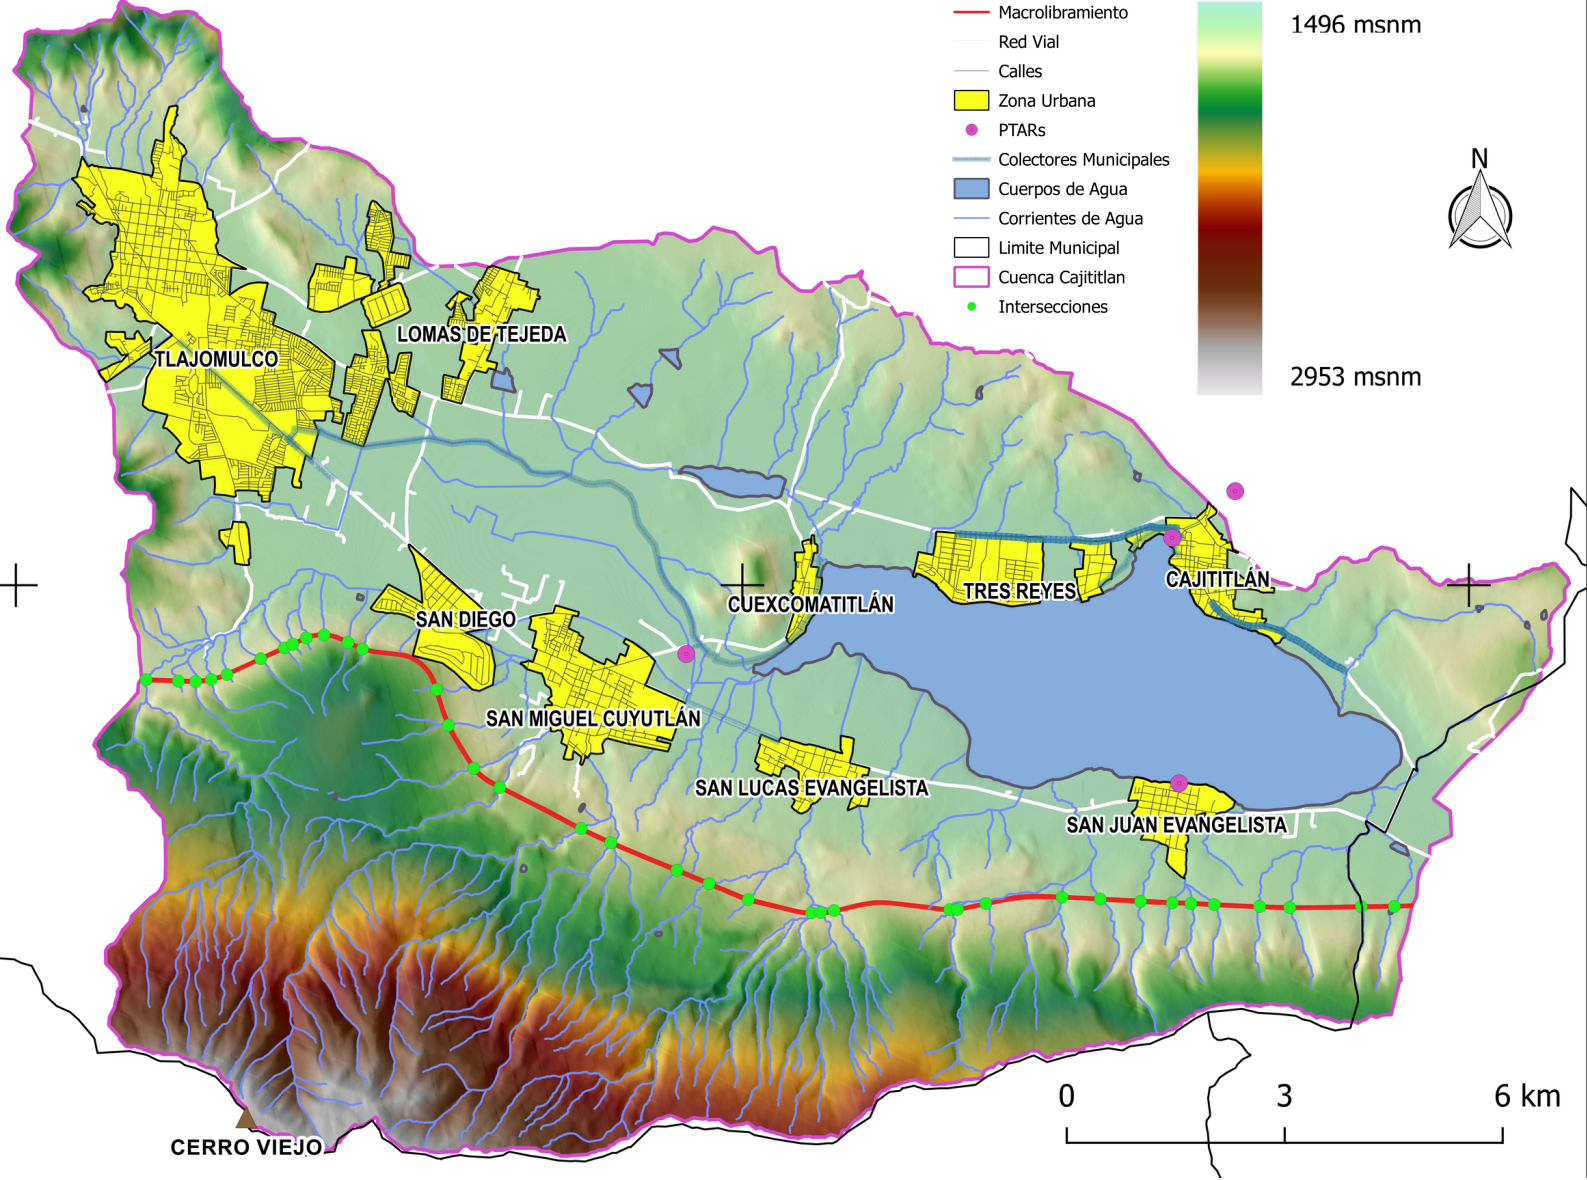 Macrolibramiento
Red Vial
Calles
Zona Urbana
PTARs
Colectores Municipales
Cuerpos de Agua
Corrientes de Agua
Limite Municipal
Cuenca Cajititlan
Intersecciones
1496 msnm
2953 msnm
N
LOMAS DE TEJEDA
TLAJOMULCO
CAJITITLÁN
TRES REYES
CUEXCOMATITLÁN
SAN DIEGO
SAN MIGUEL CUYUTLÁN
SAN LUCAS EVANGELISTA
SAN JUAN EVANGELISTA
0 3 6 km
CERRO VIEJO